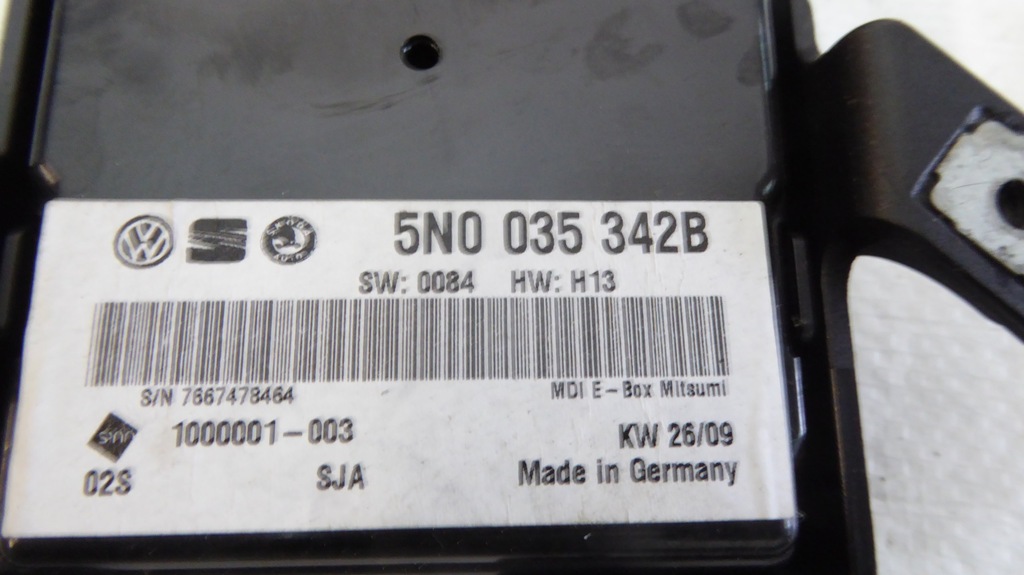 5N0 035 342B
SW: 0084 HW: H13
S/N 7667478464
MDI E-Box Mitsumi
1000001-003
KW 26/09
02S SJA Made in Germany